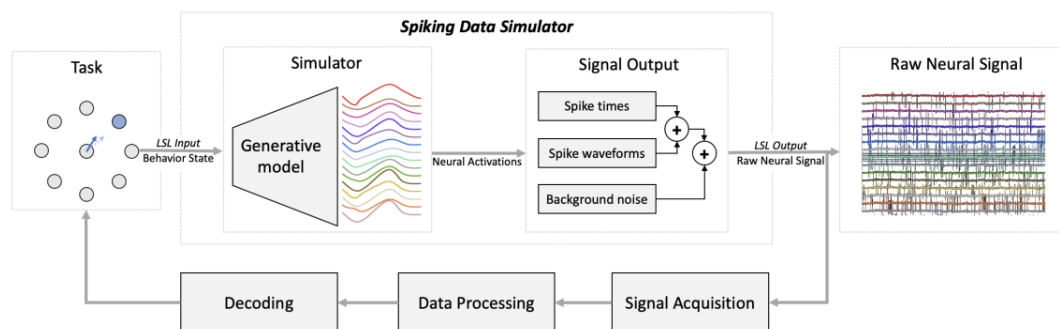 Spiking Data Simulator
Task
LSL Input
Behavior State
Simulator
Generative
model
Neural Activations
Signal Output
Spike times
Spike waveforms
Background noise
+
+
LSL Output
Raw Neural Signal
Raw Neural Signal
Decoding
Data Processing
Signal Acquisition